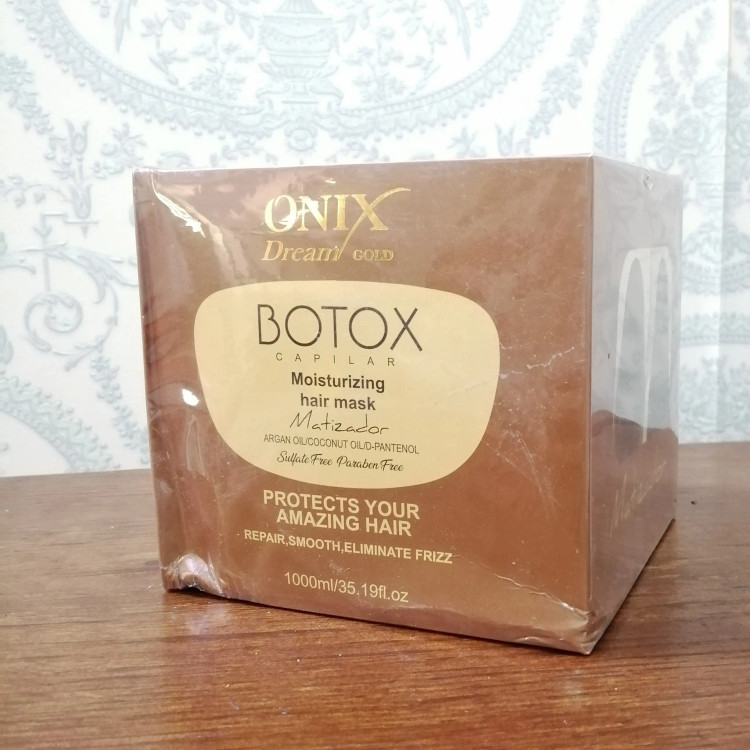 ONIX
Dream GOLD
BOTOX
CAPILAR
Moisturizing
hair mask
Matizador
ARGAN OIL/COCONUT OIL/D-PANTENOL
Sulfate Free Paraben Free
PROTECTS YOUR
AMAZING HAIR
REPAIR,SMOOTH,ELIMINATE FRIZZ
1000ml/35.19fl.oz